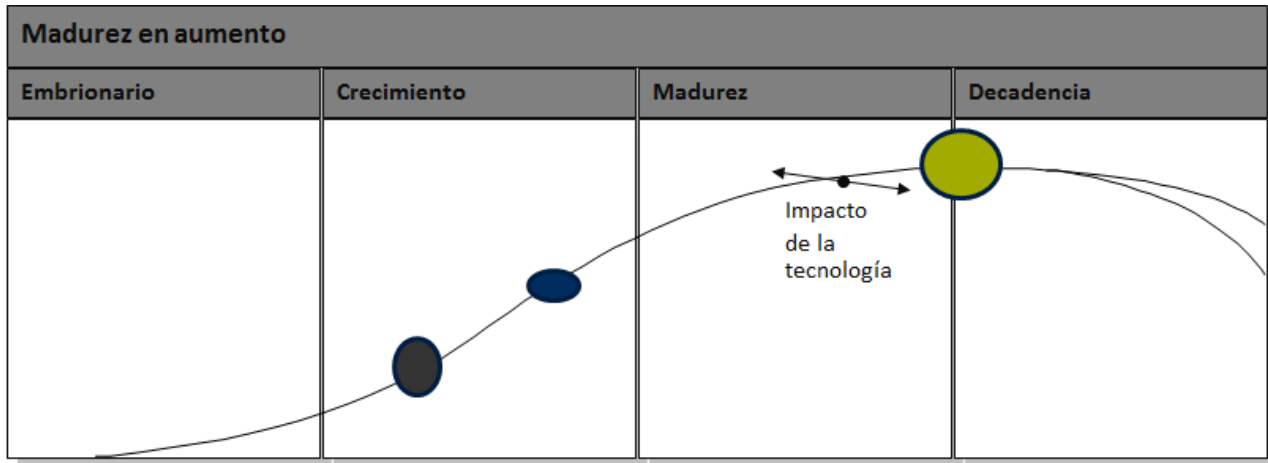 Madurez en aumento
Embrionario
Crecimiento
Madurez
Decadencia
Impacto
de la
tecnología